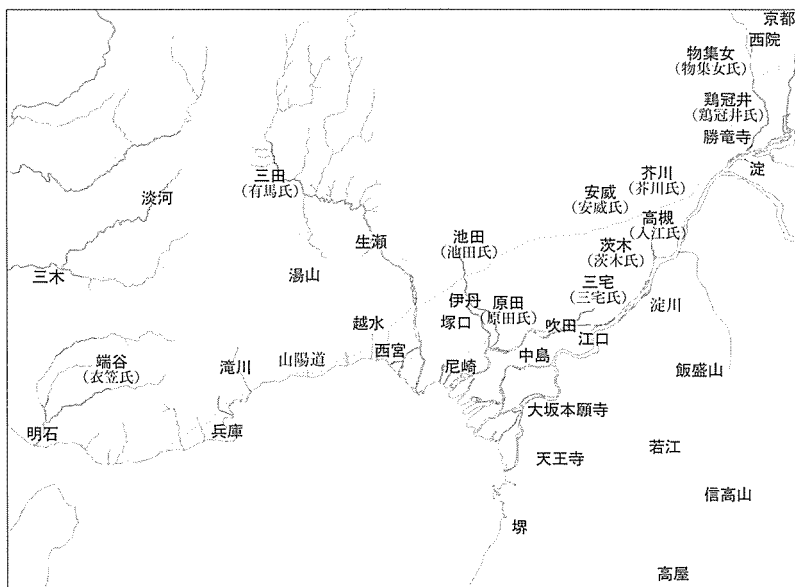 京都
西院
物集女
（物集女氏）
鶏冠井
（鶏冠井氏）
勝竜寺
淀
芥川
（芥川氏）
安威
（安威氏）
高槻
（入江氏）
茨木
（茨木氏）
三宅
（三宅氏）
淀川
三田
（有馬氏）
淡河
生瀬
池田
（池田氏）
三木
湯山
伊丹
原田
（原田氏）
塚口
吹田
江口
越水
西宮
中島
尼崎
飯盛山
端谷
（衣笠氏）
滝川
山陽道
大坂本願寺
明石
兵庫
天王寺
若江
信高山
堺
高屋